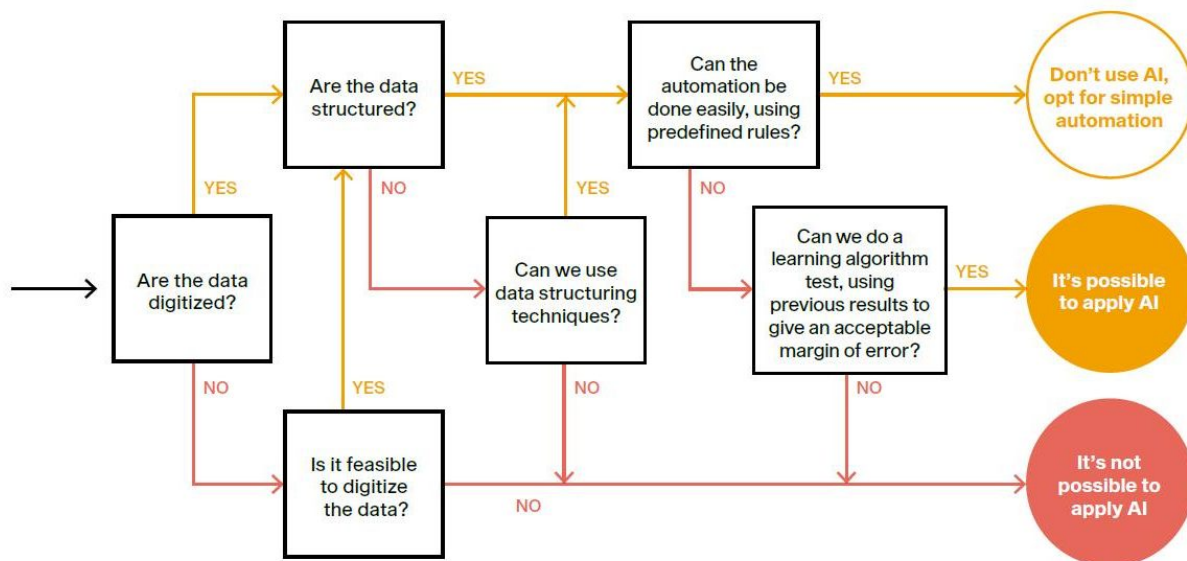 Are the data
digitized?
YES
NO
Are the data
structured?
YES
NO
Is it feasible
to digitize
the data?
YES
NO
Can we use
data structuring
techniques?
YES
NO
Can the
automation be
done easily, using
predefined rules?
YES
NO
Can we do a
learning algorithm
test, using
previous results to
give an acceptable
margin of error?
YES
NO
Don't use AI,
opt for simple
automation
It's possible
to apply AI
It's not
possible to
apply AI